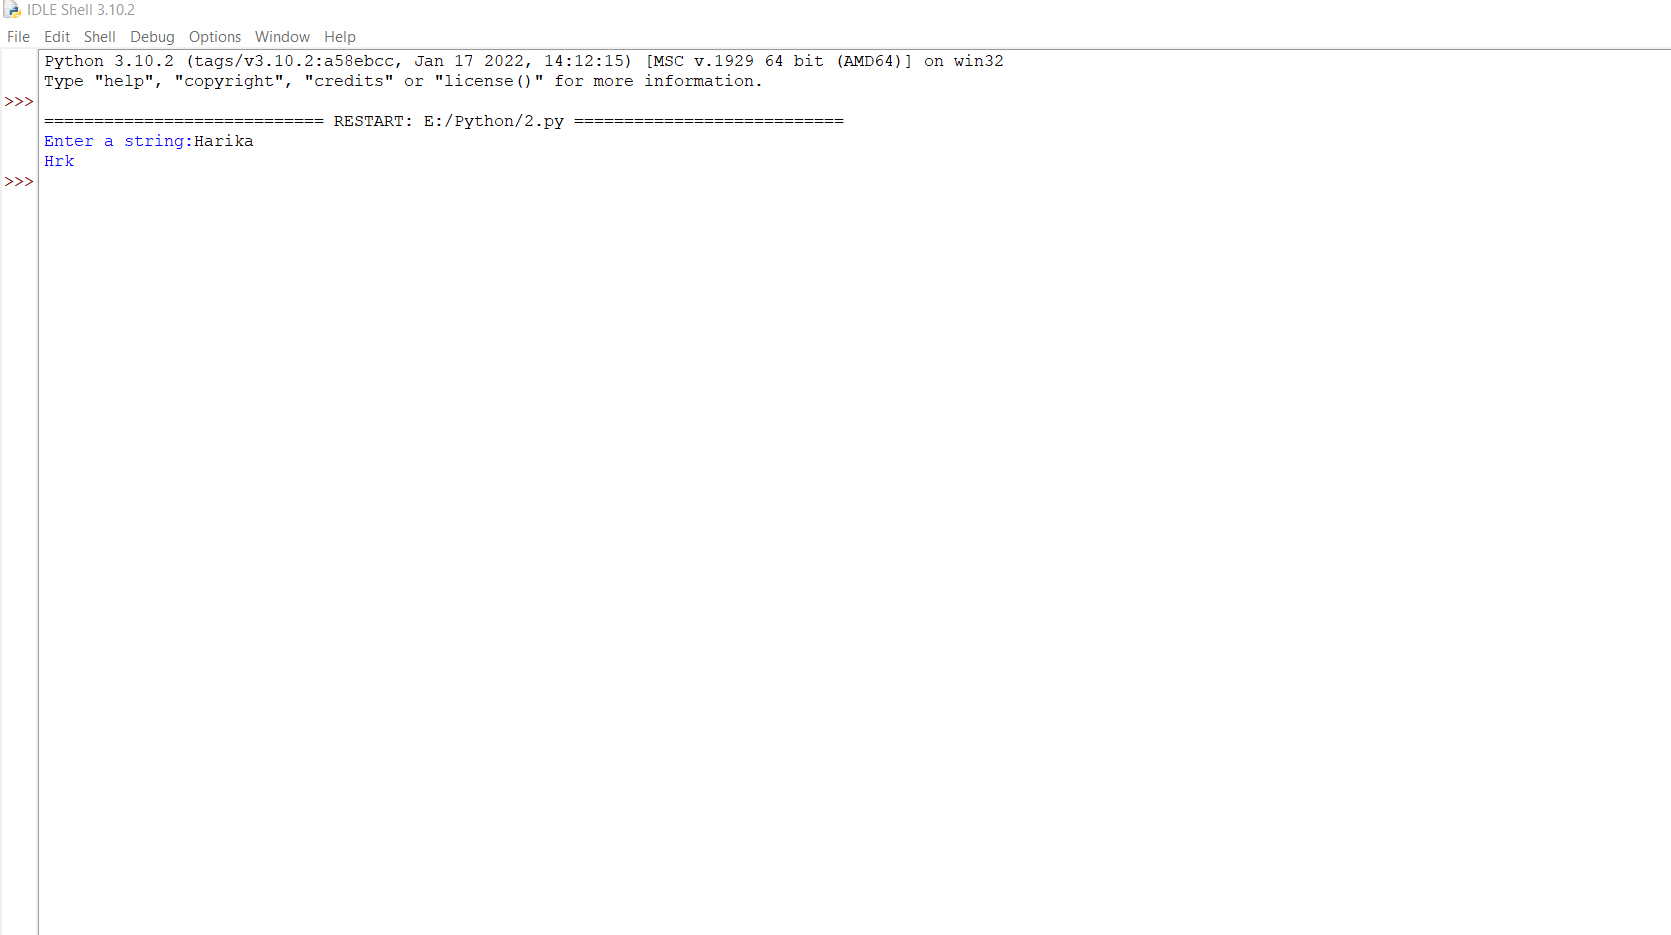 IDLE Shell 3.10.2
File Edit Shell Debug Options Window Help
Python 3.10.2 (tags/v3.10.2:a58ebcc, Jan 17 2022, 14:12:15) [MSC v.1929 64 bit (AMD64)] on win32
Type "help", "copyright", "credits" or "license()" for more information.
>>>
============================ RESTART: E:/Python/2.py ===========================
Enter a string:Harika
Hrk
>>>